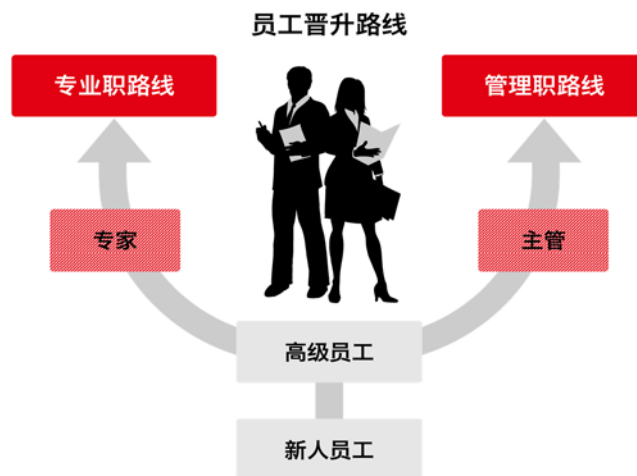 员工晋升路线
专业职路线
管理职路线
专家
主管
高级员工
新人员工